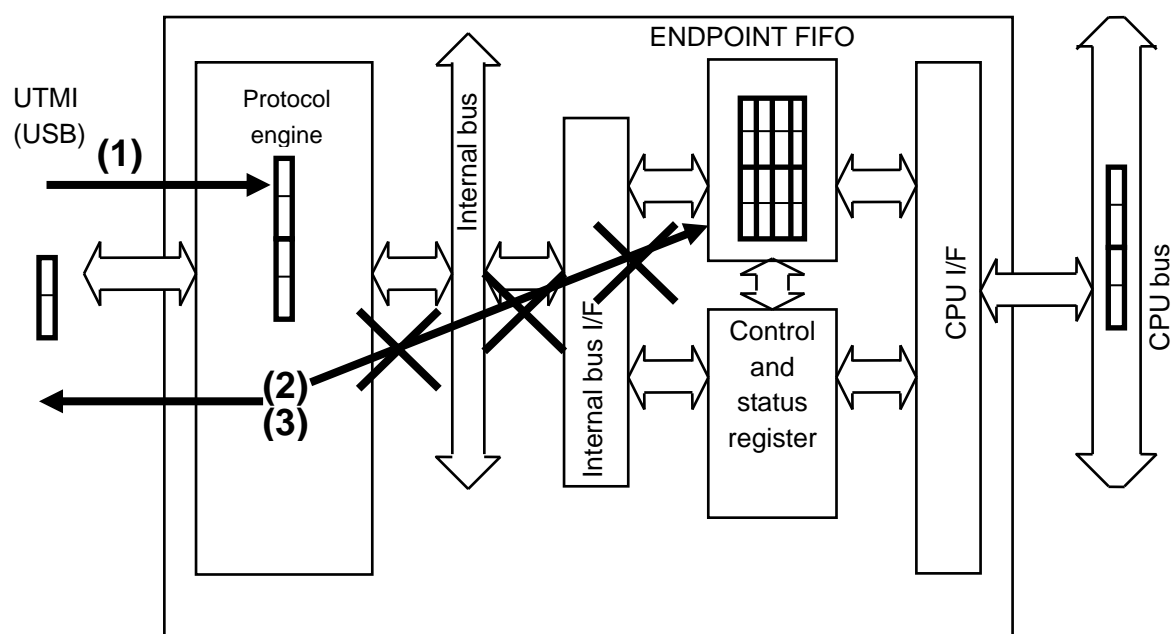 ENDPOINT FIFO
UTMI
(USB)
(1)
Protocol
engine
Internal bus
Internal bus I/F
(2)
(3)
Control
and
status
register
CPU I/F
CPU bus